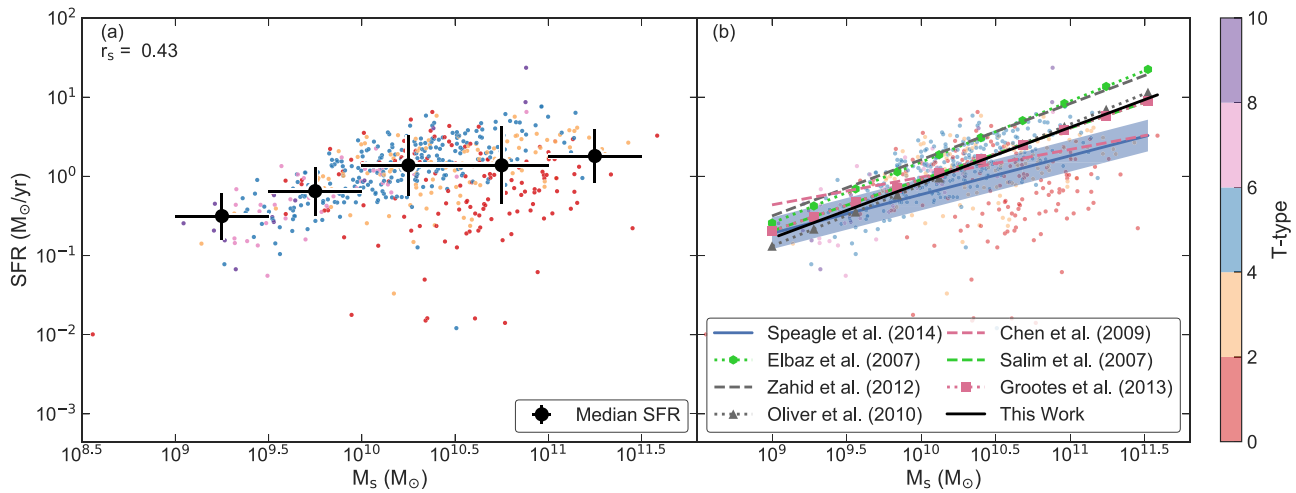 (a)
r_s = 0.43
SFR (M_⊙/yr)
10^2
10^1
10^0
10^-1
10^-2
10^-3
Median SFR
10^8.5
10^9
10^9.5
10^10
10^10.5
10^11
10^11.5
M_s (M_⊙)
(b)
Speagle et al. (2014)
Elbaz et al. (2007)
Zahid et al. (2012)
Oliver et al. (2010)
Chen et al. (2009)
Salim et al. (2007)
Grootes et al. (2013)
This Work
10^9
10^9.5
10^10
10^10.5
10^11
10^11.5
M_s (M_⊙)
10
8
6
4
2
0
T-type